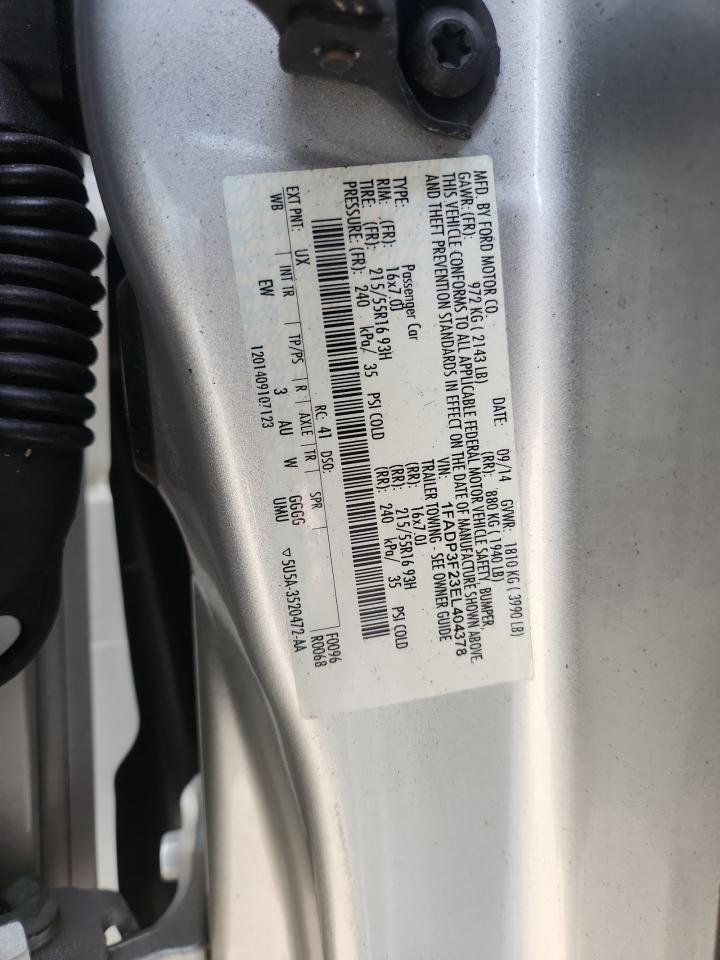 MFD. BY FORD MOTOR CO.
DATE: 09/14 GVWR: 1810 KG ( 3990 LB)
GAWR: (FR): 972 KG ( 2143 LB) (RR): 880 KG ( 1940 LB)
THIS VEHICLE CONFORMS TO ALL APPLICABLE FEDERAL MOTOR VEHICLE SAFETY, BUMPER,
AND THEFT PREVENTION STANDARDS IN EFFECT ON THE DATE OF MANUFACTURE SHOWN ABOVE.
VIN: 1FADP3F23EL404378
TYPE: Passenger Car TRAILER TOWING - SEE OWNER GUIDE
RIM: (FR): 16x7.0J (RR): 16x7.0J
TIRE: (FR): 215/55R16 93H (RR): 215/55R16 93H
PRESSURE: (FR): 240 kPa/ 35 PSI COLD (RR): 240 kPa/ 35 PSI COLD
F0096
EXT PNT: UX RC: 41 DSO: R0068
WB INT TR TP/PS R AXLE TR SPR
EW 3 AU W GGGG
UMU
1201409107123 5U5A-3520472-AA